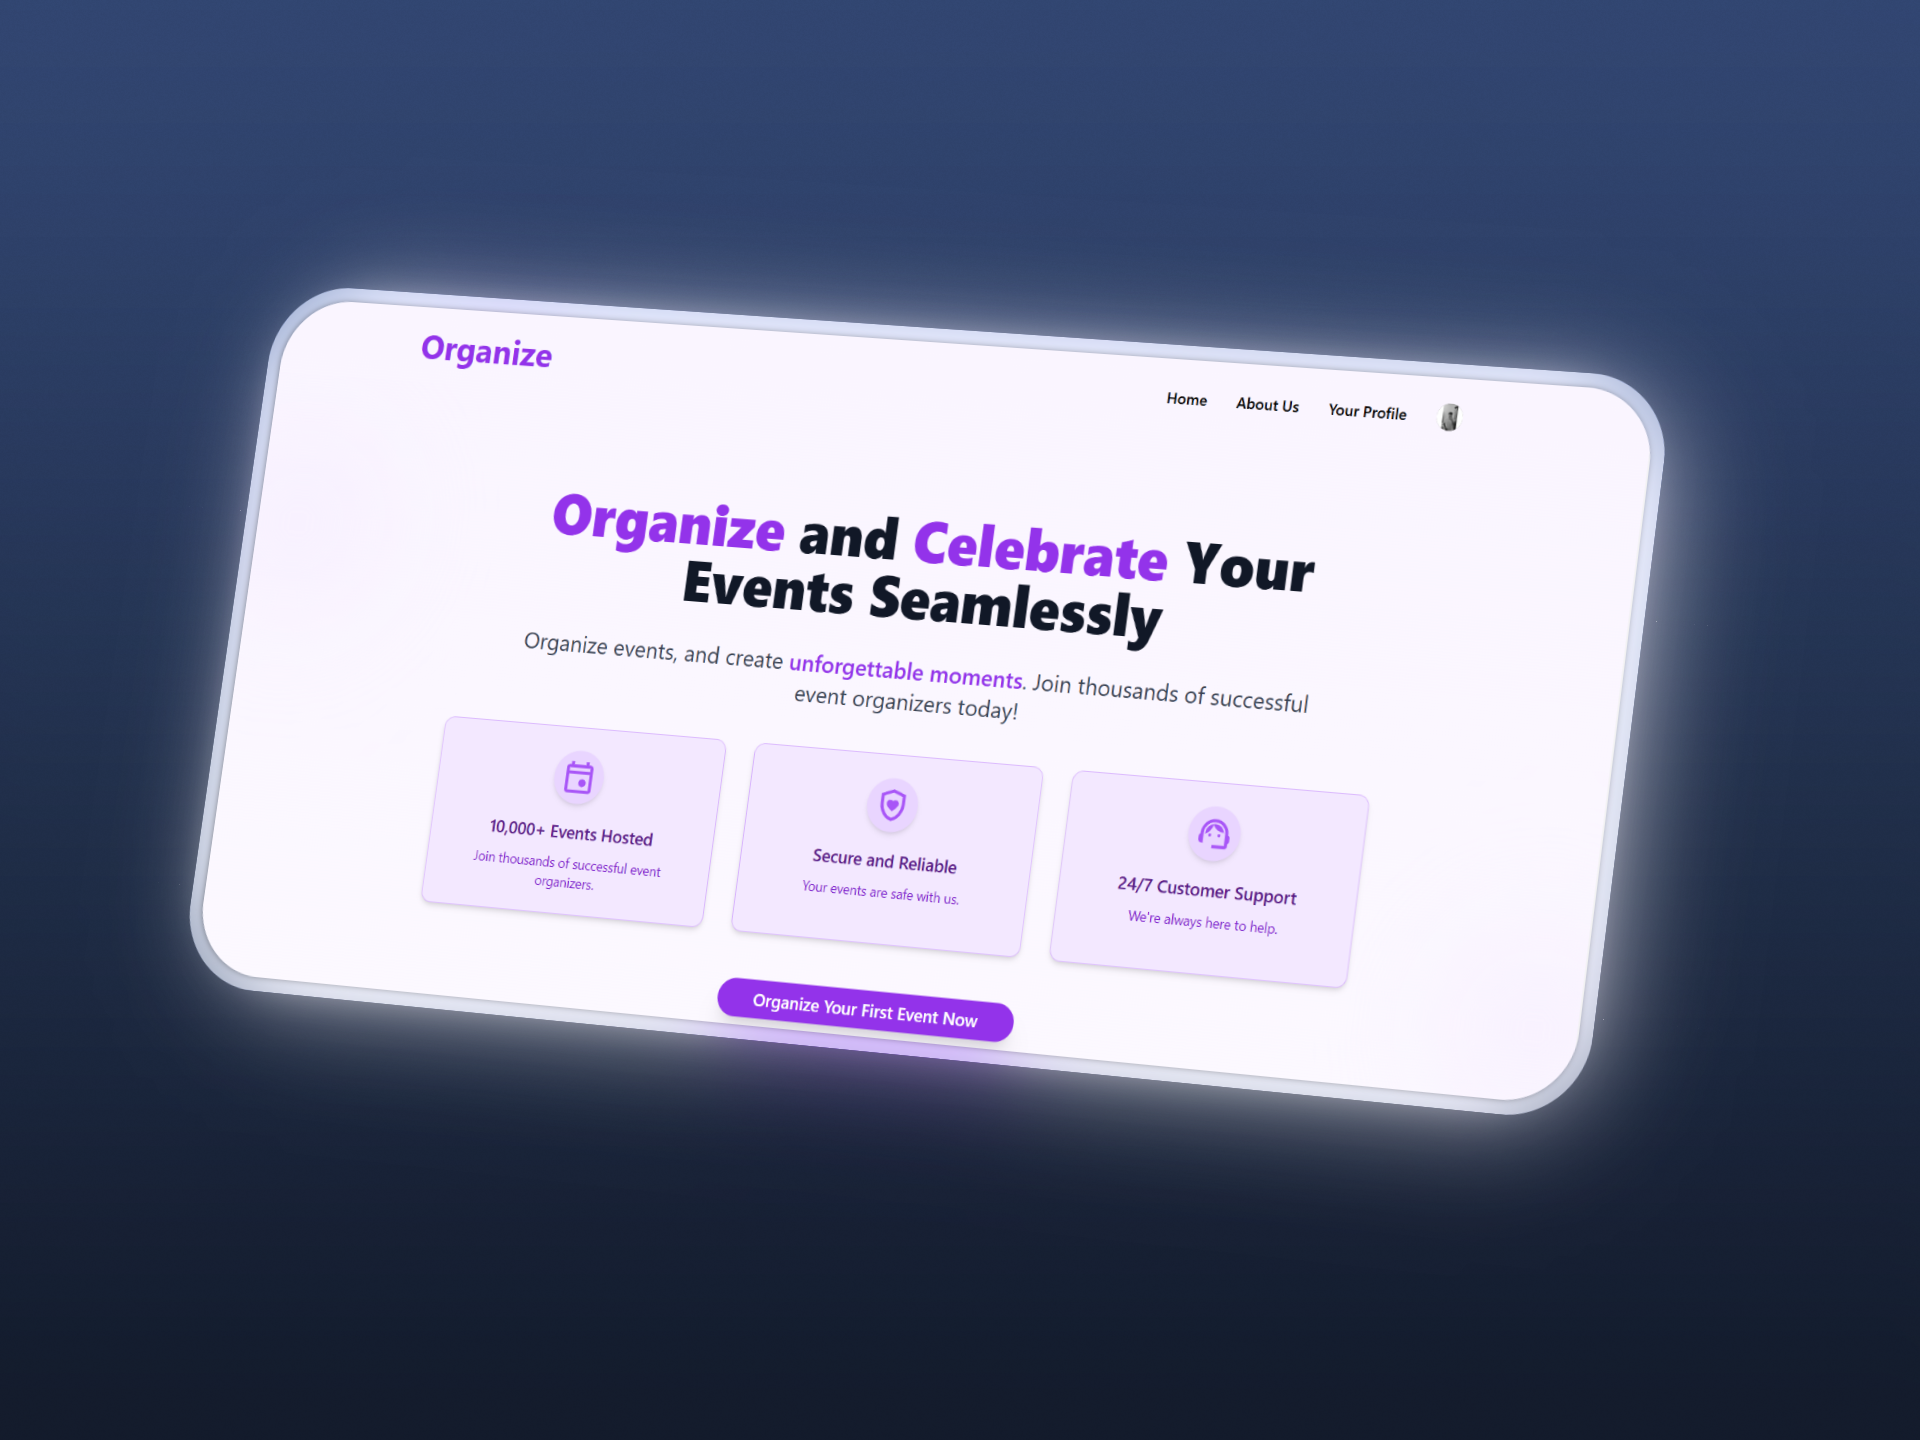 Organize
Home About Us Your Profile
Organize and Celebrate Your
Events Seamlessly
Organize events, and create unforgettable moments. Join thousands of successful
event organizers today!
10,000+ Events Hosted
Join thousands of successful event
organizers.
Secure and Reliable
Your events are safe with us.
24/7 Customer Support
We're always here to help.
Organize Your First Event Now